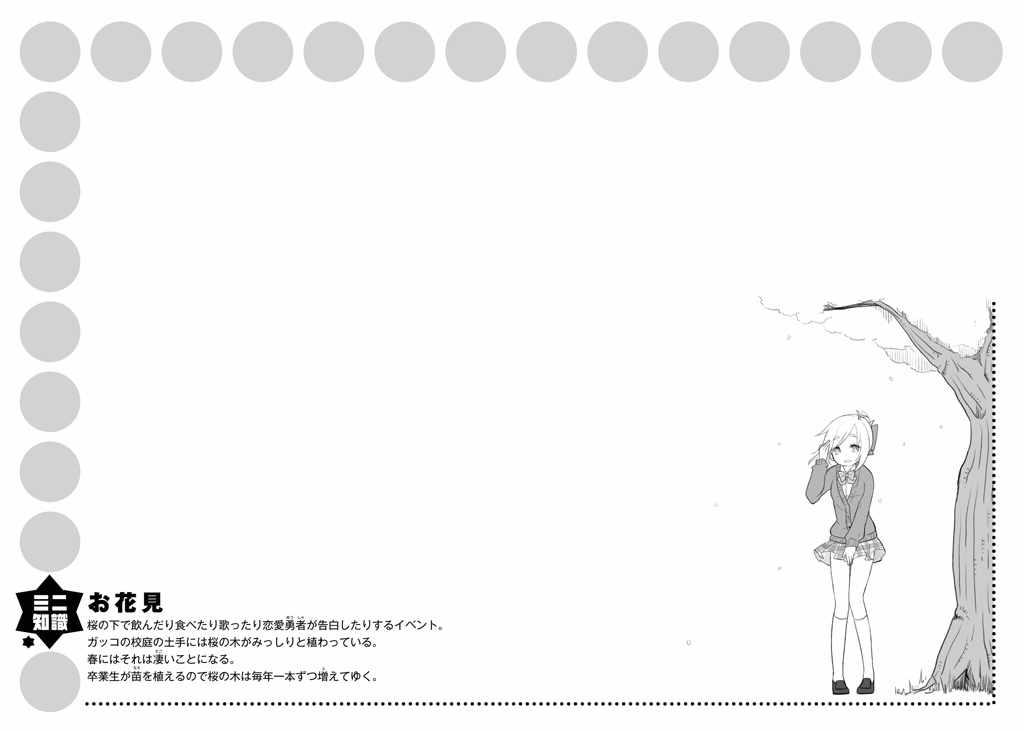 ミニ
知識
お花見
桜の下で飲んだり食べたり歌ったり恋愛勇者が告白したりするイベント。
ガッコの校庭の土手には桜の木がみっしりと植わっている。
春にはそれは凄いことになる。
卒業生が苗を植えるので桜の木は毎年一本ずつ増えてゆく。